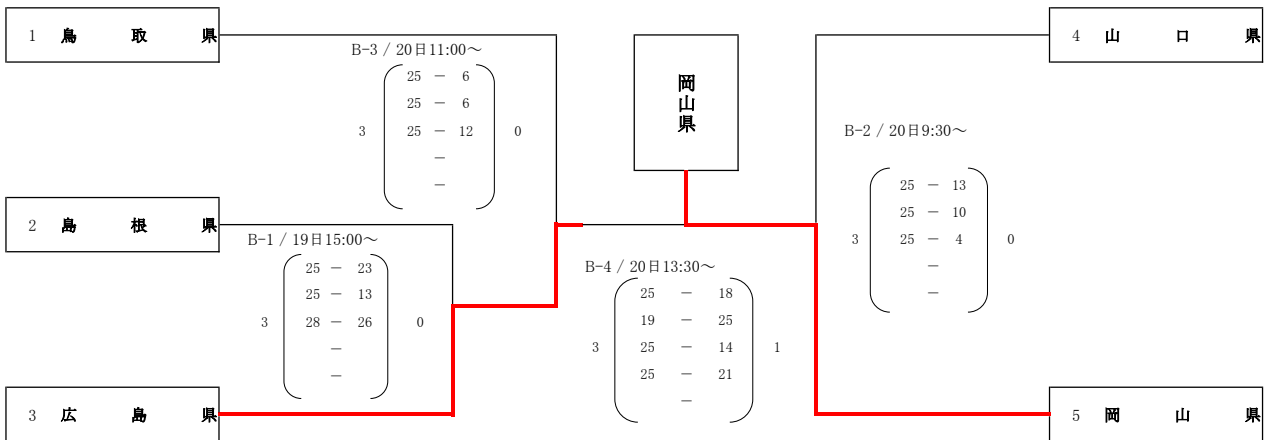 1 鳥 取 県
B-3 / 20日11:00～
25 － 6
25 － 6
3 25 － 12 0
－
－
岡山県
4 山 口 県
B-2 / 20日9:30～
25 － 13
25 － 10
3 25 － 4 0
－
－
2 島 根 県
B-1 / 19日15:00～
25 － 23
25 － 13
3 28 － 26 0
－
－
B-4 / 20日13:30～
25 － 18
19 － 25
3 25 － 14 1
25 － 21
－
3 広 島 県
5 岡 山 県